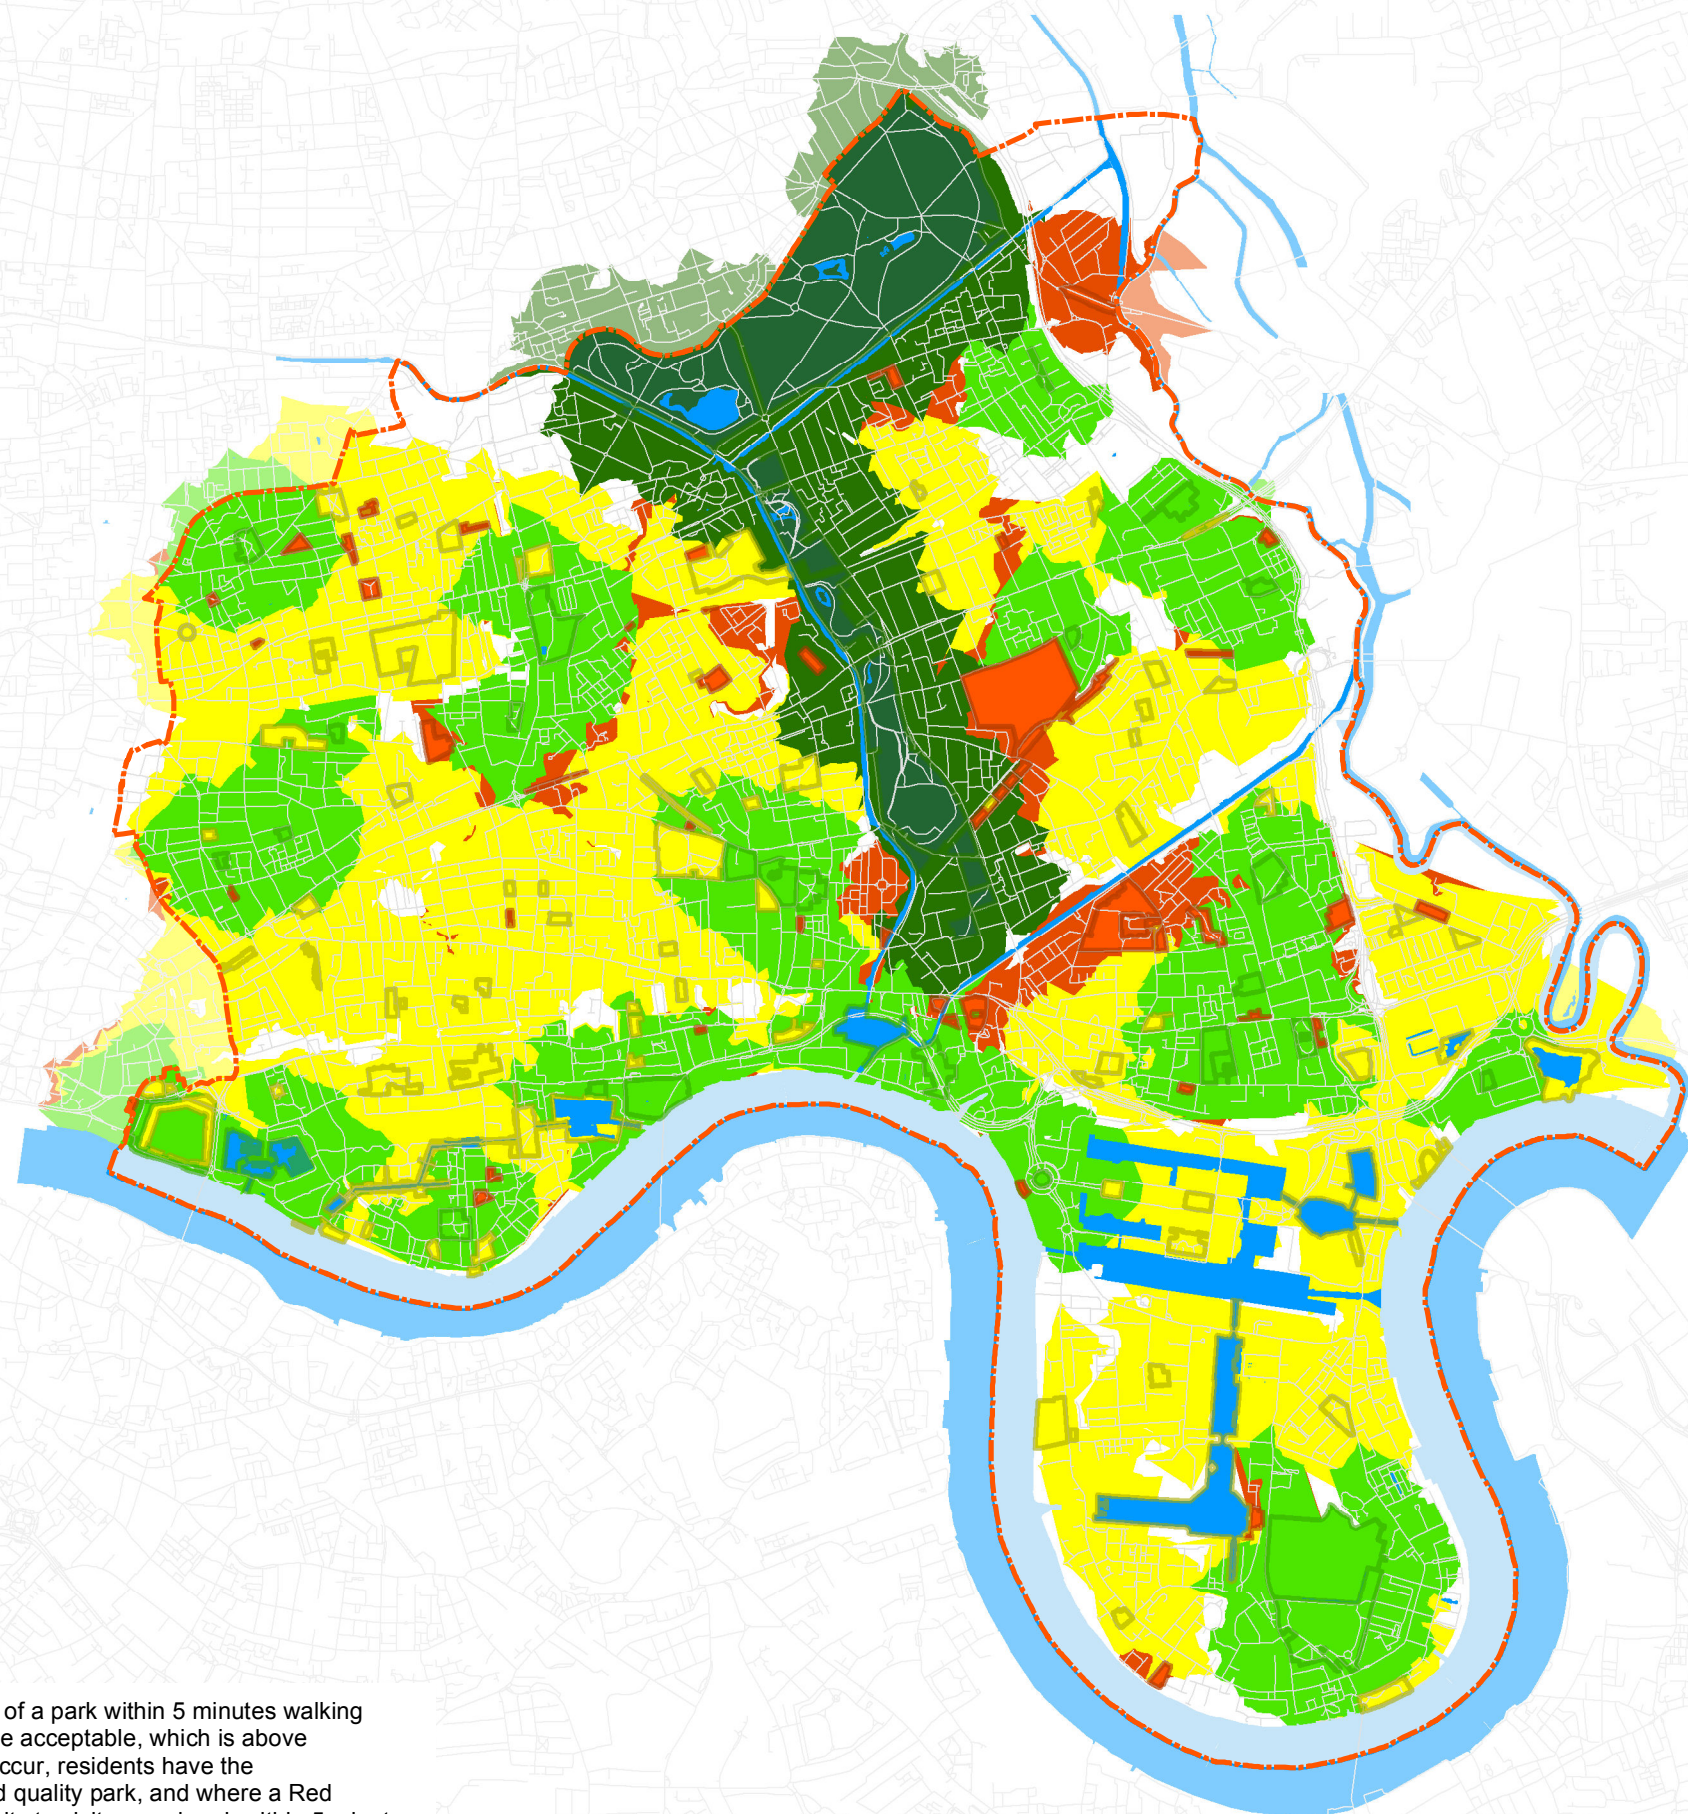 of a park within 5 minutes walking
e acceptable, which is above
ccur, residents have the
d quality park, and where a Red